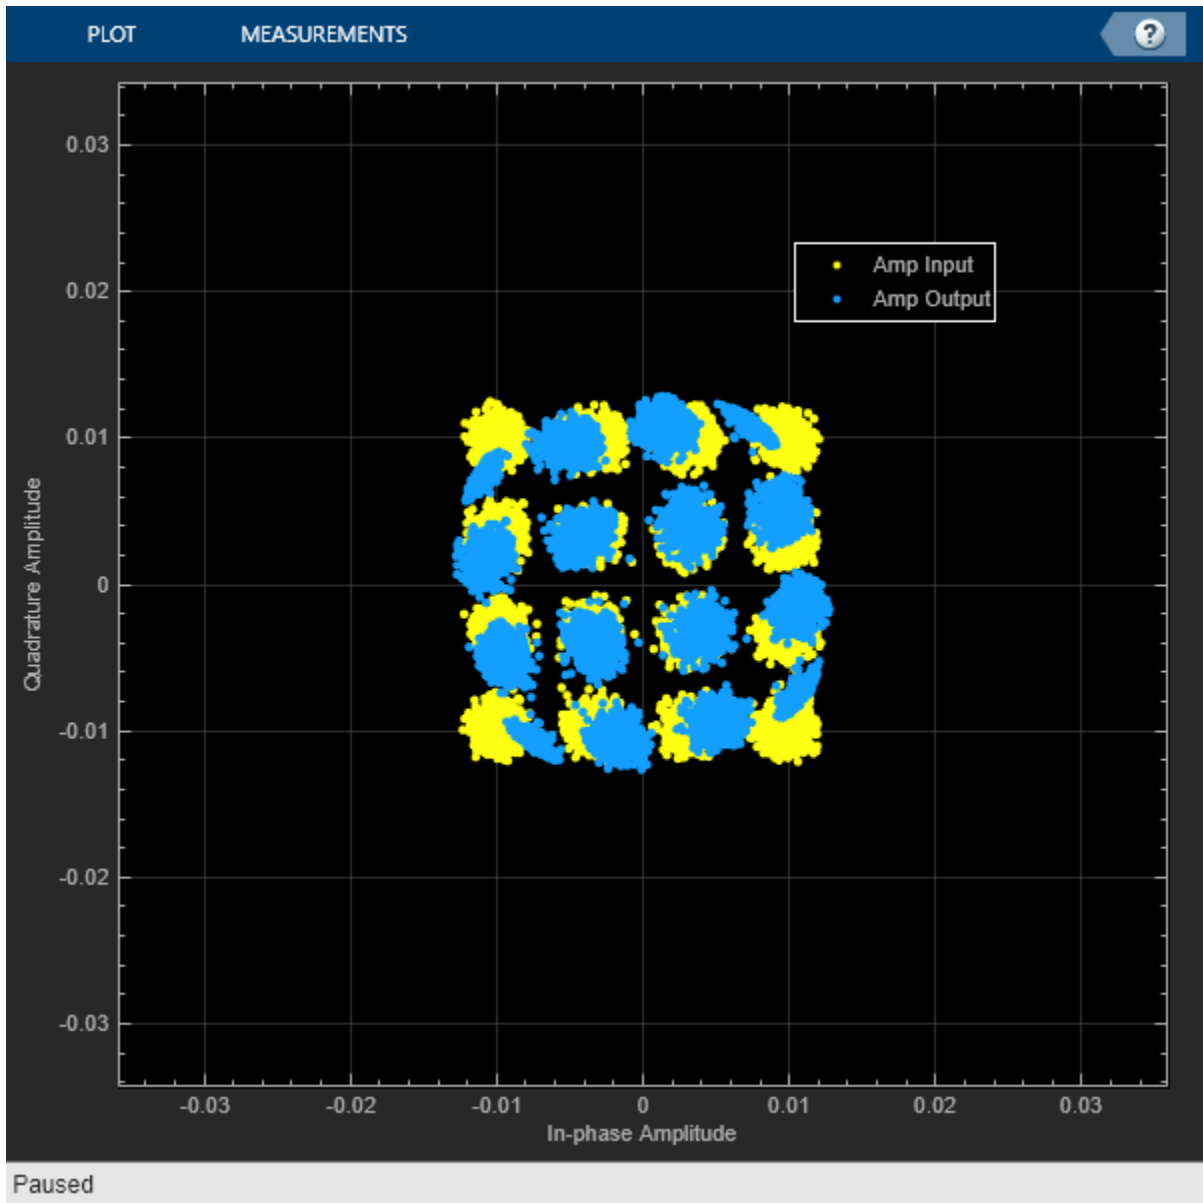 PLOT MEASUREMENTS ?
0.03
0.02
Amp Input
Amp Output
0.01
0
-0.01
-0.02
-0.03
Quadrature Amplitude
-0.03 -0.02 -0.01 0 0.01 0.02 0.03
In-phase Amplitude
Paused